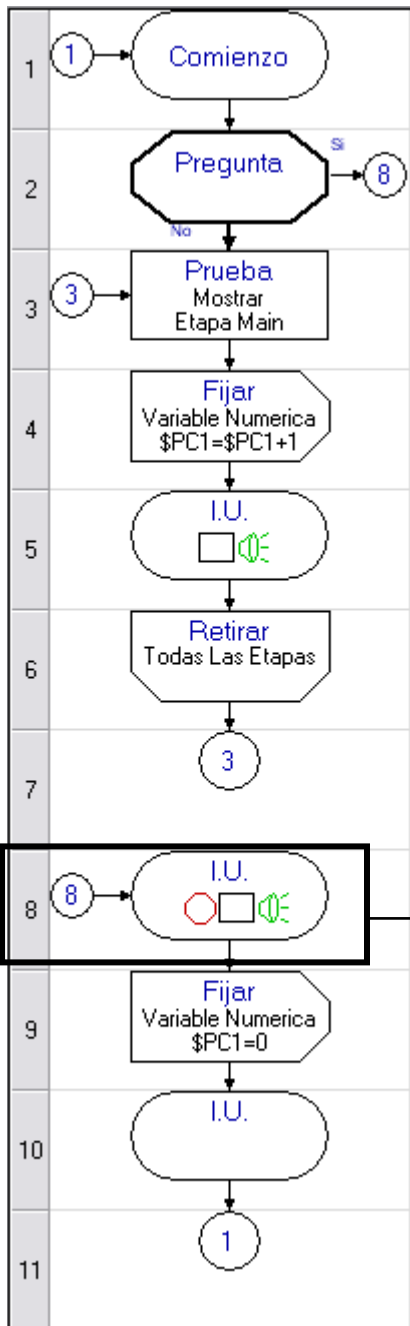 1
1
Comienzo
2
Pregunta
Si
8
No
3
3
Prueba
Mostrar
Etapa Main
4
Fijar
Variable Numerica
$PC1=$PC1+1
5
I.U.
6
Retirar
Todas Las Etapas
7
3
8
8
I.U.
9
Fijar
Variable Numerica
$PC1=0
10
I.U.
11
1